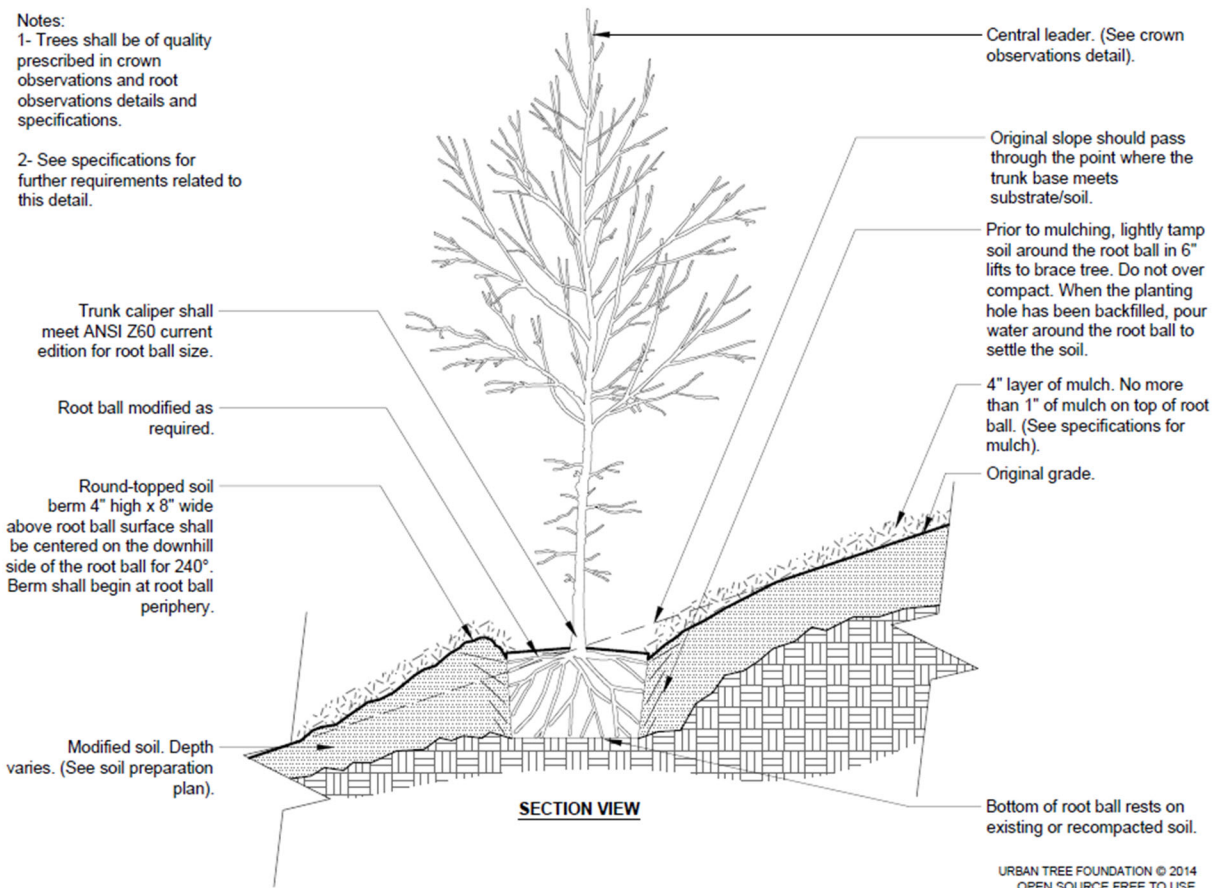 Notes:
1- Trees shall be of quality
prescribed in crown
observations and root
observations details and
specifications.
2- See specifications for
further requirements related to
this detail.
Trunk caliper shall
meet ANSI Z60 current
edition for root ball size.
Root ball modified as
required.
Round-topped soil
berm 4" high x 8" wide
above root ball surface shall
be centered on the downhill
side of the root ball for 240°.
Berm shall begin at root ball
periphery.
Modified soil. Depth
varies. (See soil preparation
plan).
Central leader. (See crown
observations detail).
Original slope should pass
through the point where the
trunk base meets
substrate/soil.
Prior to mulching, lightly tamp
soil around the root ball in 6"
lifts to brace tree. Do not over
compact. When the planting
hole has been backfilled, pour
water around the root ball to
settle the soil.
4" layer of mulch. No more
than 1" of mulch on top of root
ball. (See specifications for
mulch).
Original grade.
Bottom of root ball rests on
existing or recompacted soil.
SECTION VIEW
URBAN TREE FOUNDATION © 2014
OPEN SOURCE FREE TO USE